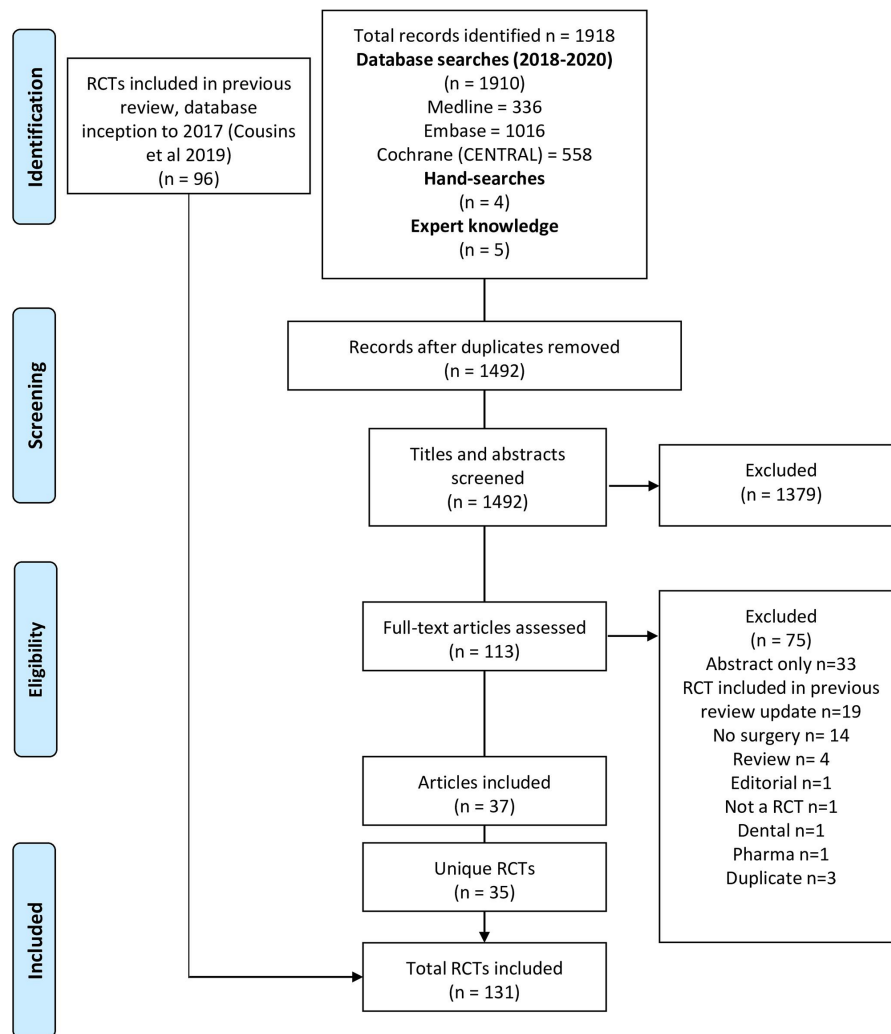 Identification
RCTs included in previous
review, database
inception to 2017 (Cousins
et al 2019)
(n = 96)
Total records identified n = 1918
Database searches (2018-2020)
(n = 1910)
Medline = 336
Embase = 1016
Cochrane (CENTRAL) = 558
Hand-searches
(n = 4)
Expert knowledge
(n = 5)
Screening
Records after duplicates removed
(n = 1492)
Titles and abstracts
screened
(n = 1492)
Excluded
(n = 1379)
Eligibility
Full-text articles assessed
(n = 113)
Excluded
(n = 75)
Abstract only n=33
RCT included in previous
review update n=19
No surgery n= 14
Review n= 4
Editorial n=1
Not a RCT n=1
Dental n=1
Pharma n=1
Duplicate n=3
Articles included
(n = 37)
Included
Unique RCTs
(n = 35)
Total RCTs included
(n = 131)